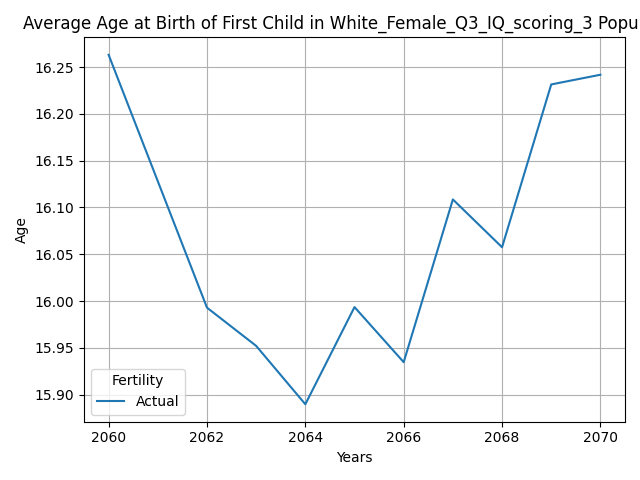 Average Age at Birth of First Child in White_Female_Q3_IQ_scoring_3 Popu
16.25
16.20
16.15
16.10
16.05
16.00
15.95
15.90
Age
Fertility
Actual
2060 2062 2064 2066 2068 2070
Years